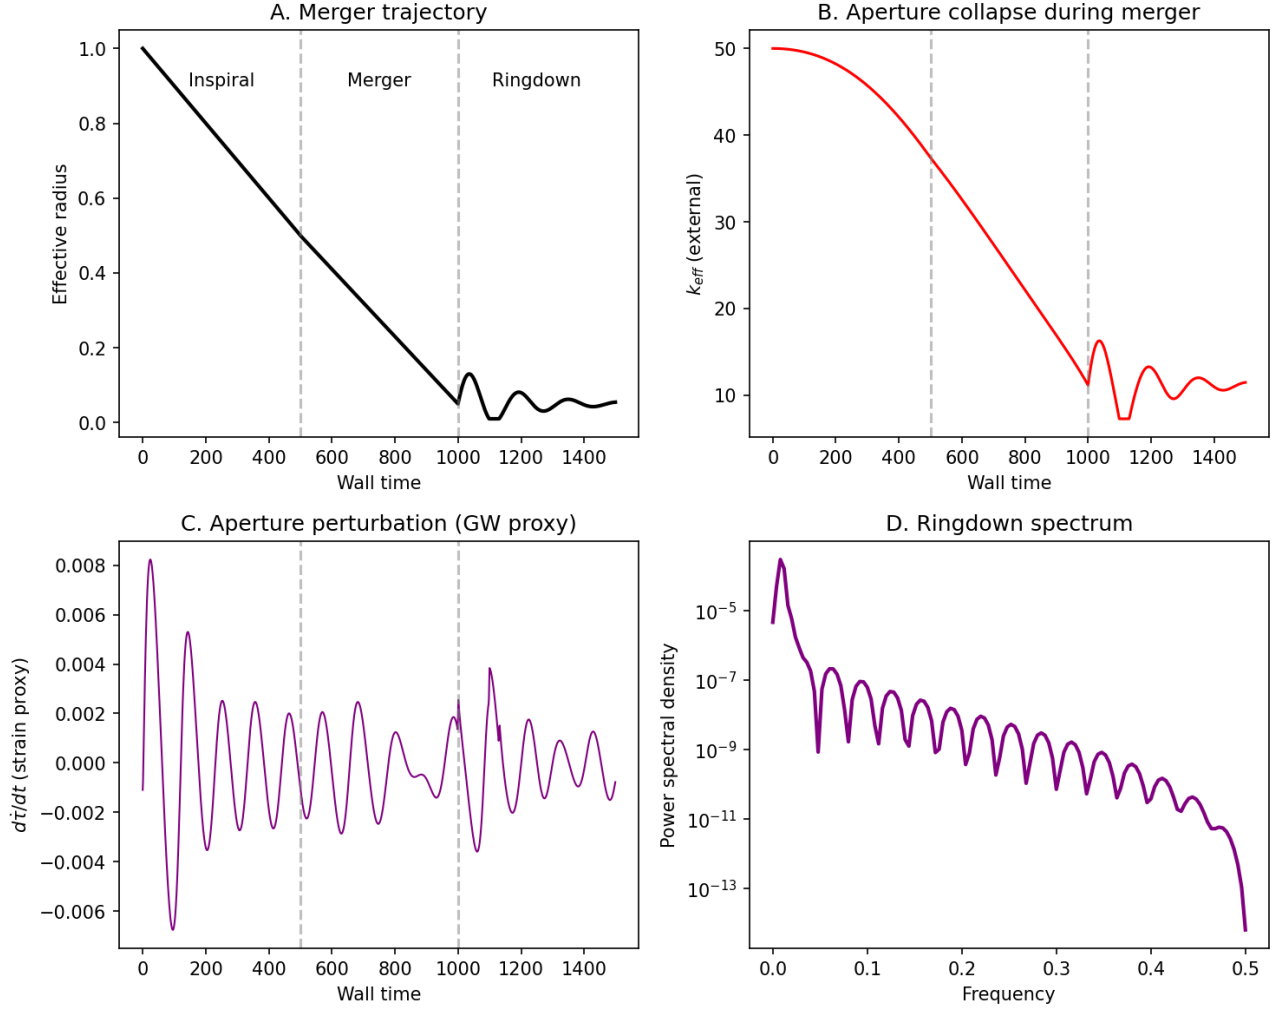 A. Merger trajectory
Effective radius
1.0
0.8
0.6
0.4
0.2
0.0
Inspiral
Merger
Ringdown
0 200 400 600 800 1000 1200 1400
Wall time
B. Aperture collapse during merger
k_eff (external)
50
40
30
20
10
0 200 400 600 800 1000 1200 1400
Wall time
C. Aperture perturbation (GW proxy)
dτ̇/dt (strain proxy)
0.008
0.006
0.004
0.002
0.000
−0.002
−0.004
−0.006
0 200 400 600 800 1000 1200 1400
Wall time
D. Ringdown spectrum
Power spectral density
10⁻⁵
10⁻⁷
10⁻⁹
10⁻¹¹
10⁻¹³
0.0 0.1 0.2 0.3 0.4 0.5
Frequency